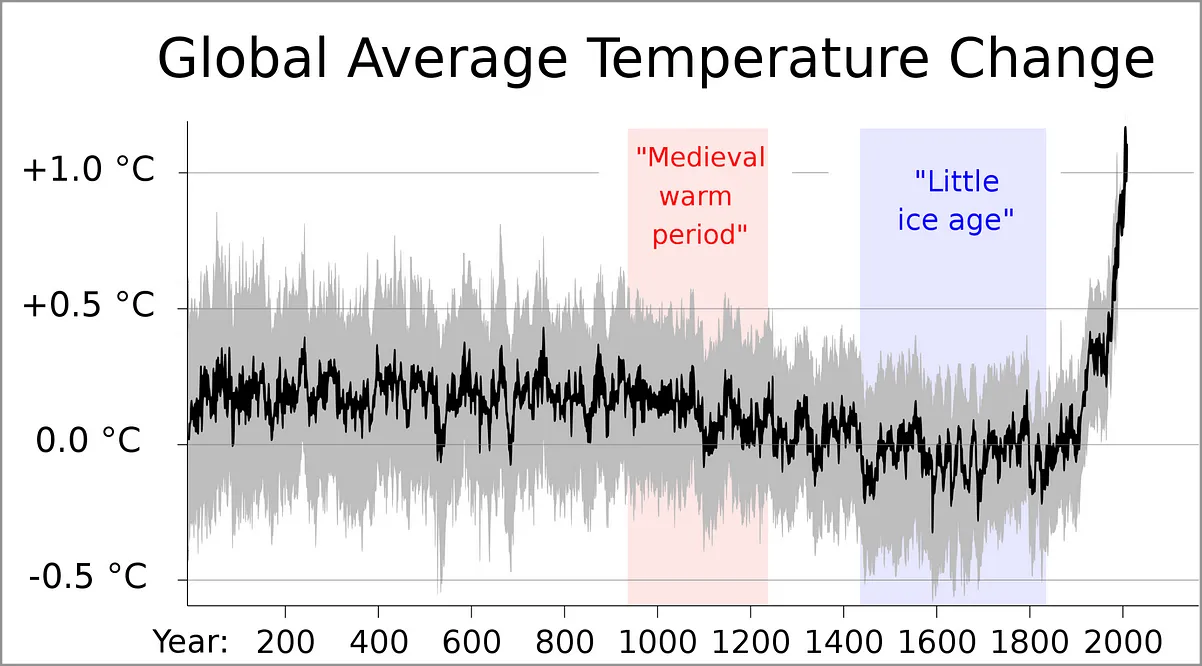 Global Average Temperature Change
+1.0 °C
+0.5 °C
0.0 °C
-0.5 °C
"Medieval
warm
period"
"Little
ice age"
Year: 200 400 600 800 1000 1200 1400 1600 1800 2000